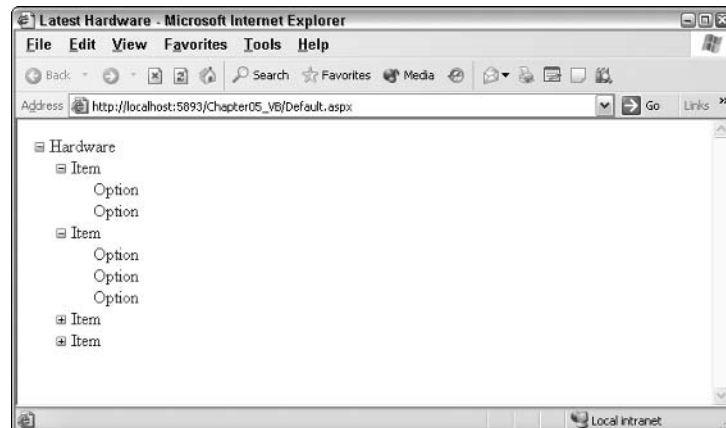 Latest Hardware - Microsoft Internet Explorer
File Edit View Favorites Tools Help
Back Search Favorites Media
Address http://localhost:5893/Chapter05_VB/Default.aspx Go Links »
Hardware
Item
Option
Option
Item
Option
Option
Option
Item
Item
Local intranet